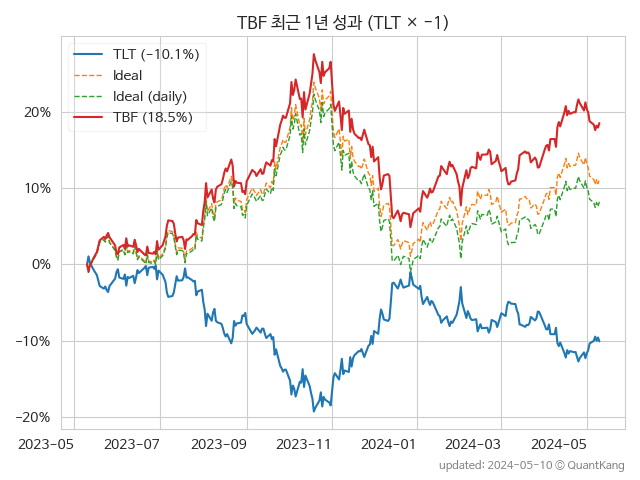 TBF 최근 1년 성과 (TLT × −1)
TLT (−10.1%)
Ideal
Ideal (daily)
TBF (18.5%)
20%
10%
0%
−10%
−20%
2023−05
2023−07
2023−09
2023−11
2024−01
2024−03
2024−05
updated: 2024-05-10 © QuantKang